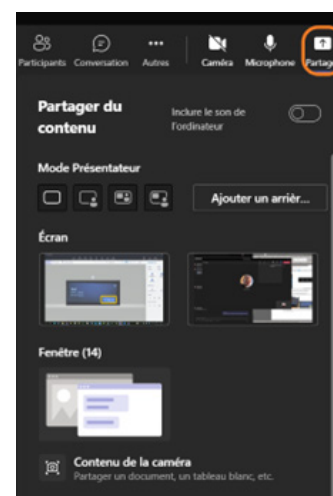 Participants Conversation Autres Caméra Microphone Partage
Partager du contenu
Inclure le son de l'ordinateur
Mode Présentateur
Ajouter un arrièr...
Écran
Fenêtre (14)
Contenu de la caméra
Partager un document, un tableau blanc, etc.